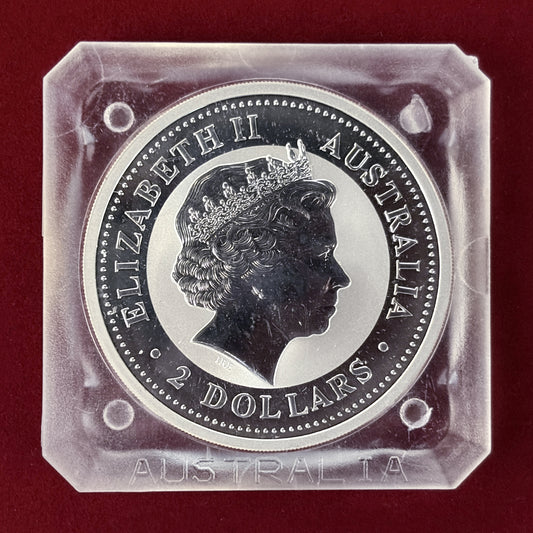 ELIZABETH II AUSTRALIA
• 2 DOLLARS •
AUSTRALIA